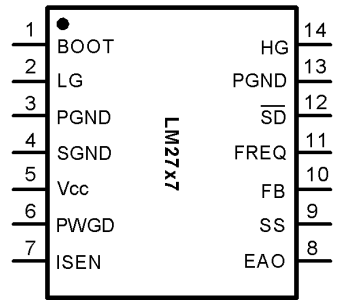 1 BOOT HG 14
2 LG PGND 13
3 PGND S̅D̅ 12
4 SGND FREQ 11
5 Vcc FB 10
6 PWGD SS 9
7 ISEN EAO 8
LM27x7